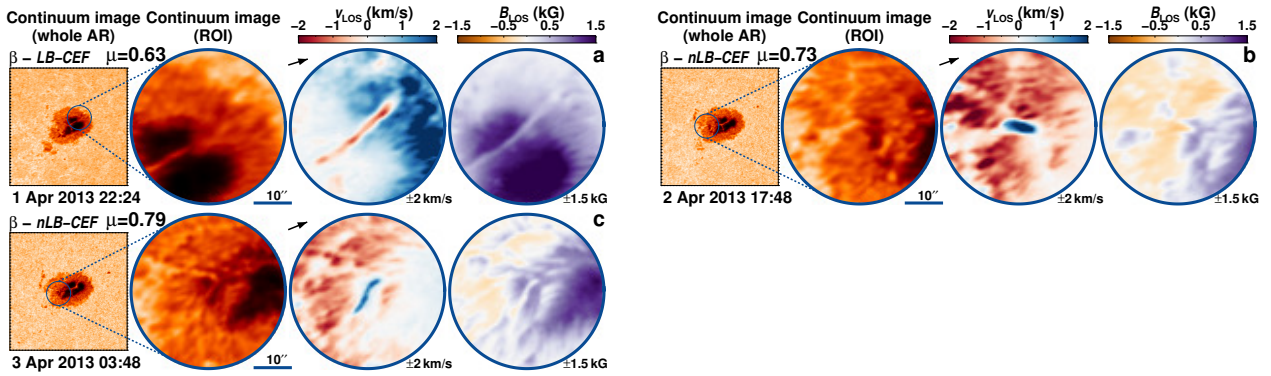 Continuum image (whole AR) Continuum image (ROI) v_LOS (km/s) B_LOS (kG)
−2 −1 0 1 2 −1.5 −0.5 0.5 1.5
β − LB−CEF μ=0.63 a
1 Apr 2013 22:24 10″ ±2 km/s ±1.5 kG
β − nLB−CEF μ=0.79 c
3 Apr 2013 03:48 10″ ±2 km/s ±1.5 kG
Continuum image (whole AR) Continuum image (ROI) v_LOS (km/s) B_LOS (kG)
−2 −1 0 1 2 −1.5 −0.5 0.5 1.5
β − nLB−CEF μ=0.73 b
2 Apr 2013 17:48 10″ ±2 km/s ±1.5 kG